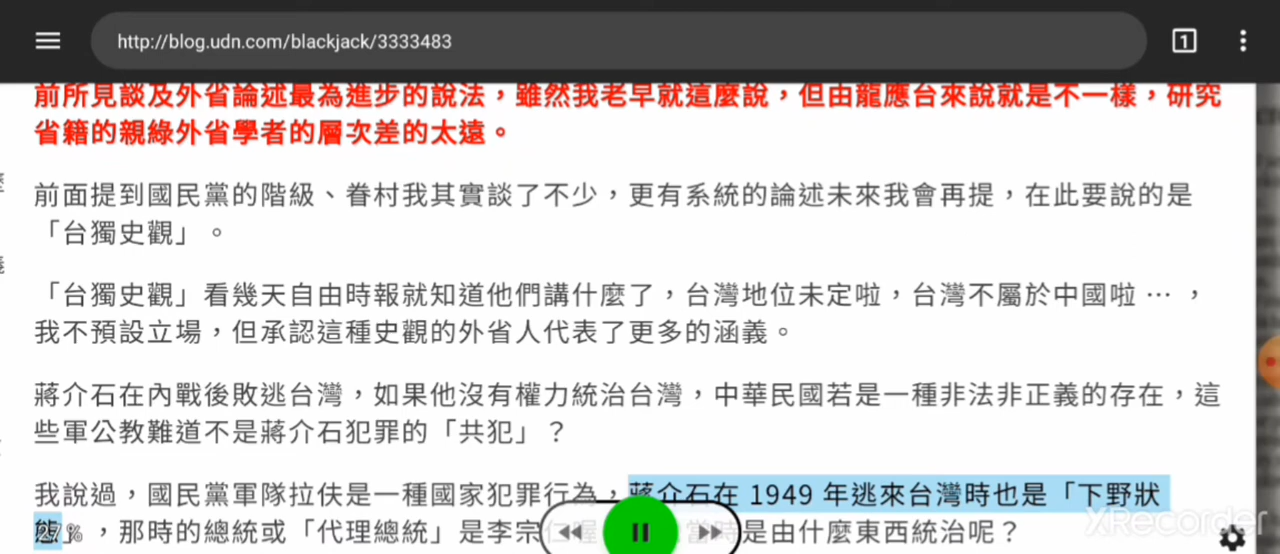 http://blog.udn.com/blackjack/3333483
1
前所見談及外省論述最為進步的說法，雖然我老早就這麼說，但由龍應台來說就是不一樣，研究
省籍的親綠外省學者的層次差的太遠。
前面提到國民黨的階級、眷村我其實談了不少，更有系統的論述未來我會再提，在此要說的是
「台獨史觀」。
「台獨史觀」看幾天自由時報就知道他們講什麼了，台灣地位未定啦，台灣不屬於中國啦 … ，
我不預設立場，但承認這種史觀的外省人代表了更多的涵義。
蔣介石在內戰後敗逃台灣，如果他沒有權力統治台灣，中華民國若是一種非法非正義的存在，這
些軍公教難道不是蔣介石犯罪的「共犯」？
我說過，國民黨軍隊拉伕是一種國家犯罪行為，蔣介石在 1949 年逃來台灣時也是「下野狀
態」，那時的總統或「代理總統」是李宗仁喔 當時是由什麼東西統治呢？
27%
XRecorder